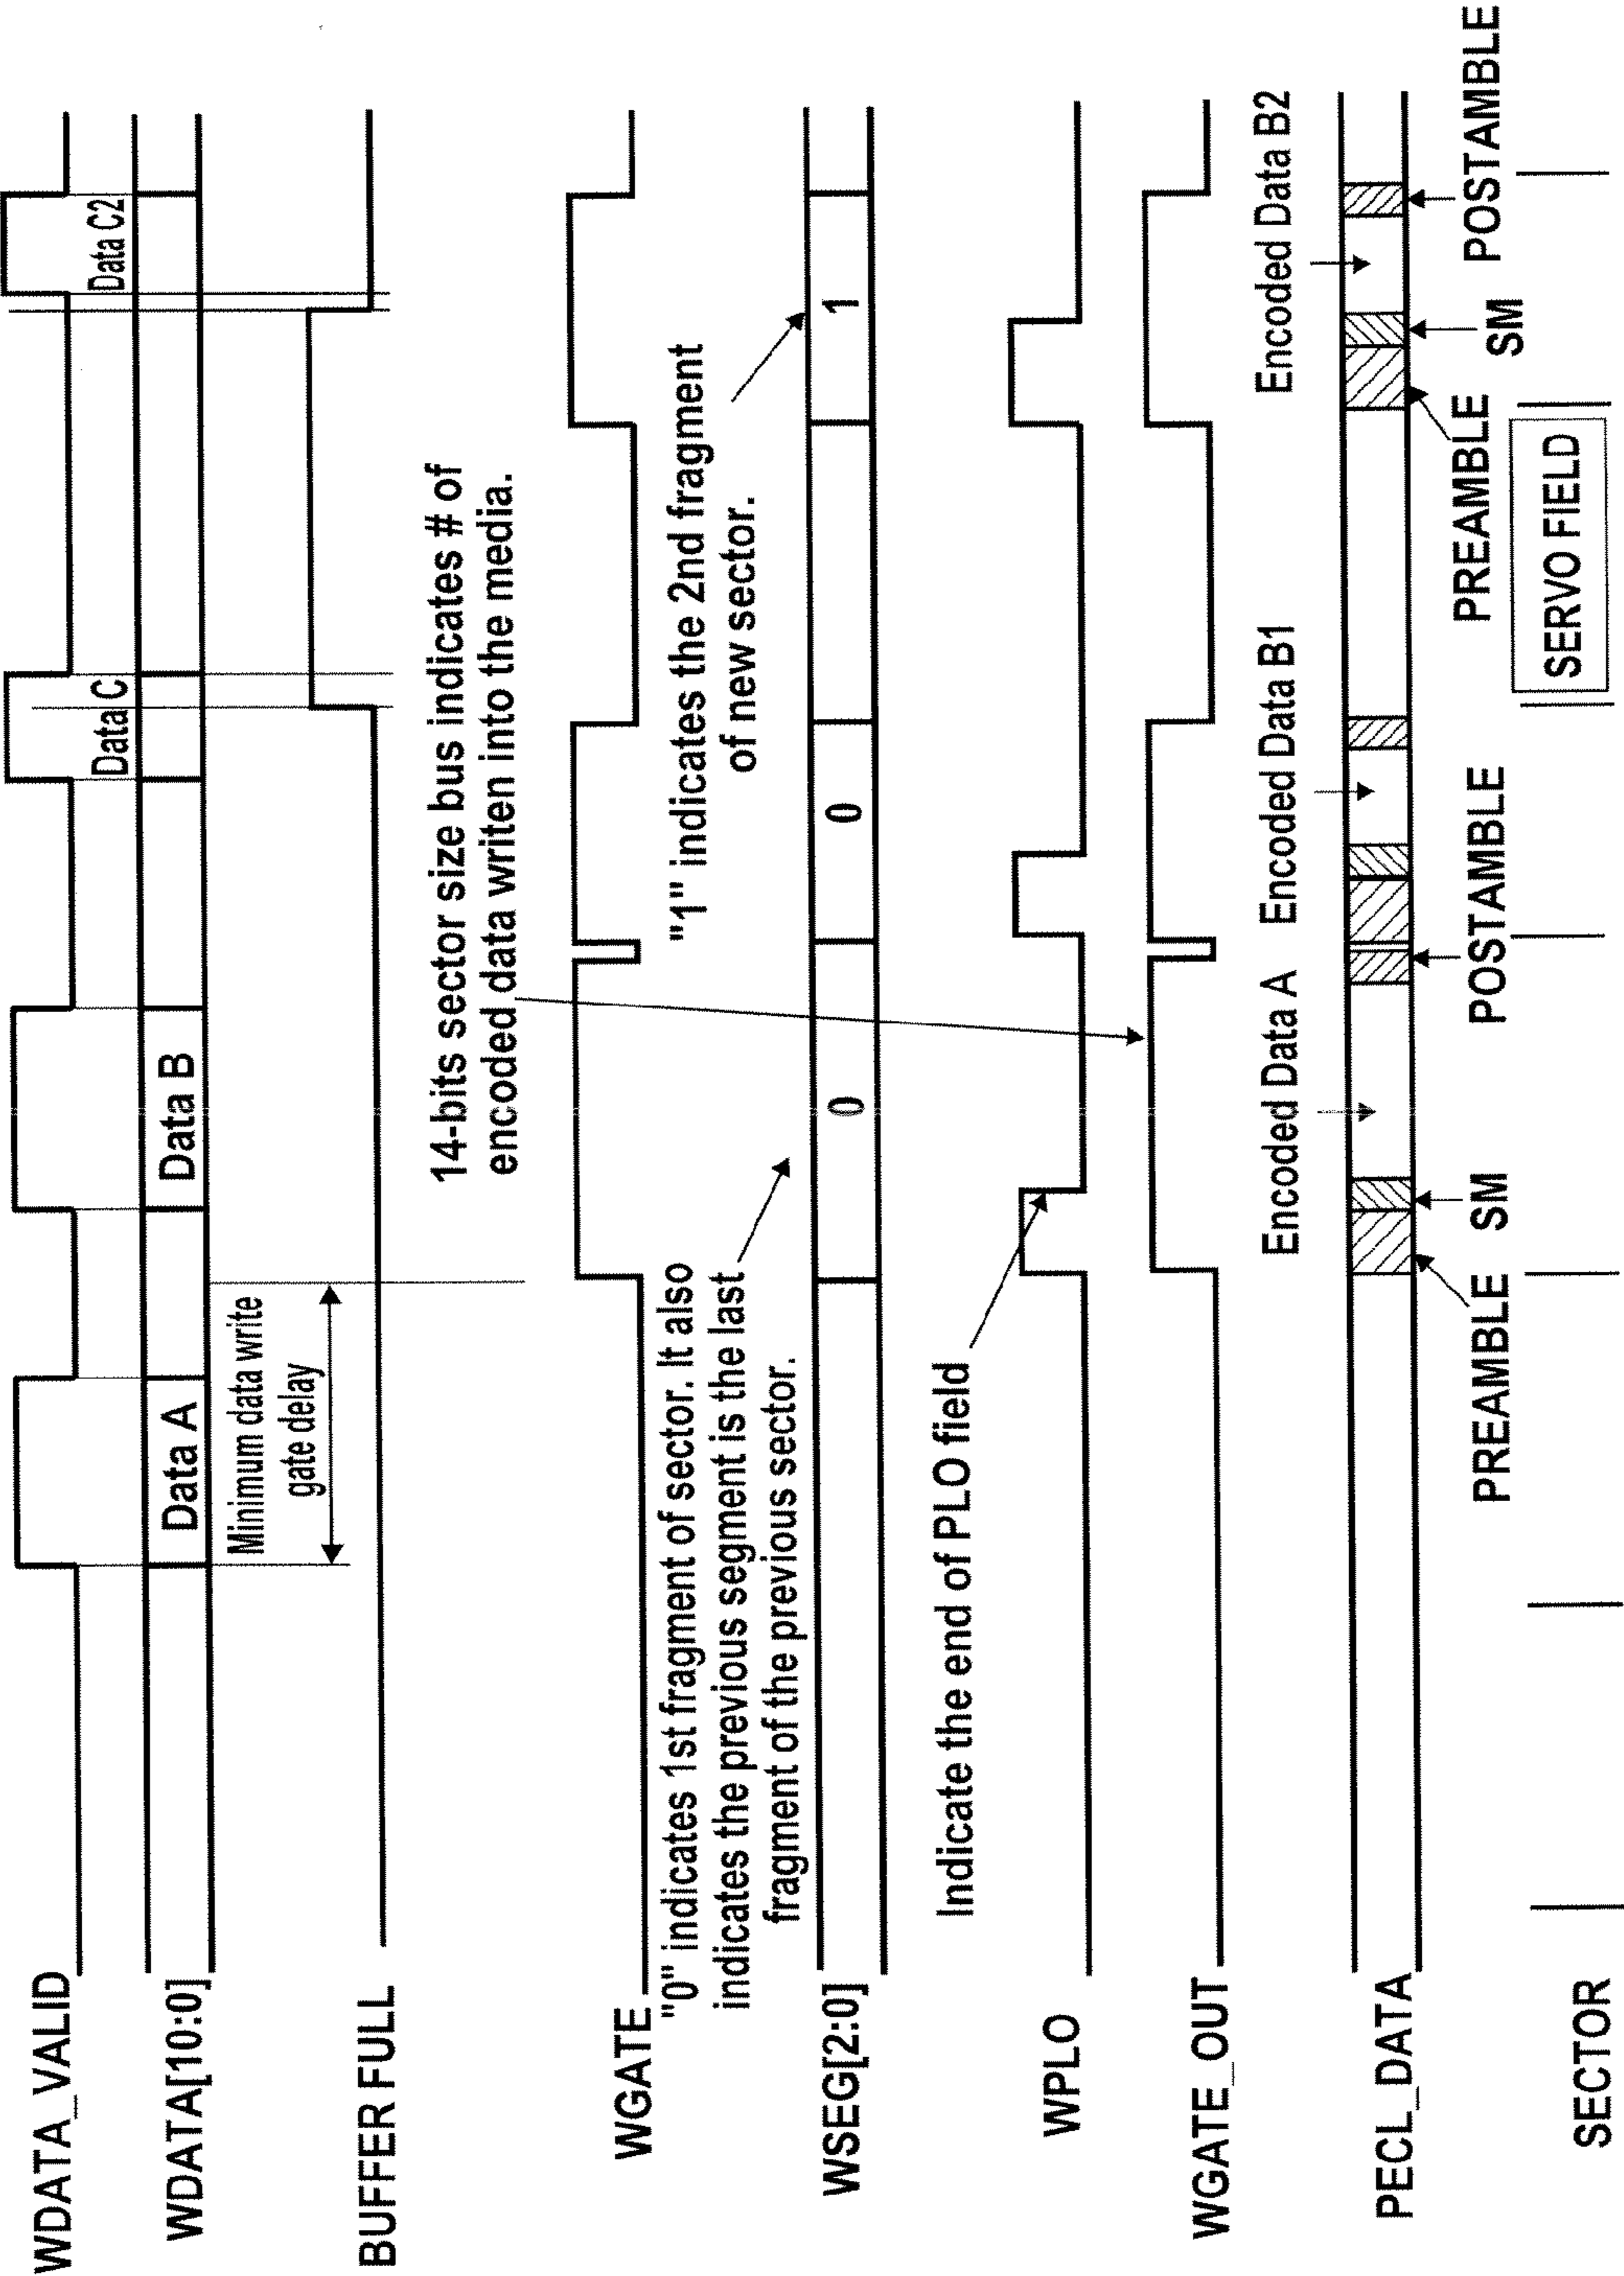 WDATA_VALID
Data C
Data C2
WDATA[10:0]
Data A
Data B
Minimum data write
gate delay
BUFFER FULL
14-bits sector size bus indicates # of
encoded data writen into the media.
WGATE
"0" indicates 1st fragment of sector. It also
indicates the previous segment is the last
fragment of the previous sector.
"1" indicates the 2nd fragment
of new sector.
WSEG[2:0]
0
0
1
Indicate the end of PLO field
WPLO
WGATE_OUT
Encoded Data A
Encoded Data B1
Encoded Data B2
PECL_DATA
PREAMBLE
SM
POSTAMBLE
PREAMBLE
SM
POSTAMBLE
SECTOR
SERVO FIELD